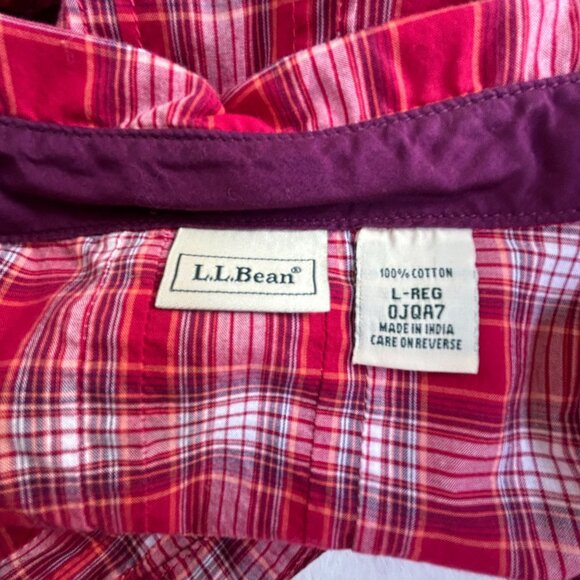 L.L.Bean®
100% COTTON
L-REG
0JQA7
MADE IN INDIA
CARE ON REVERSE